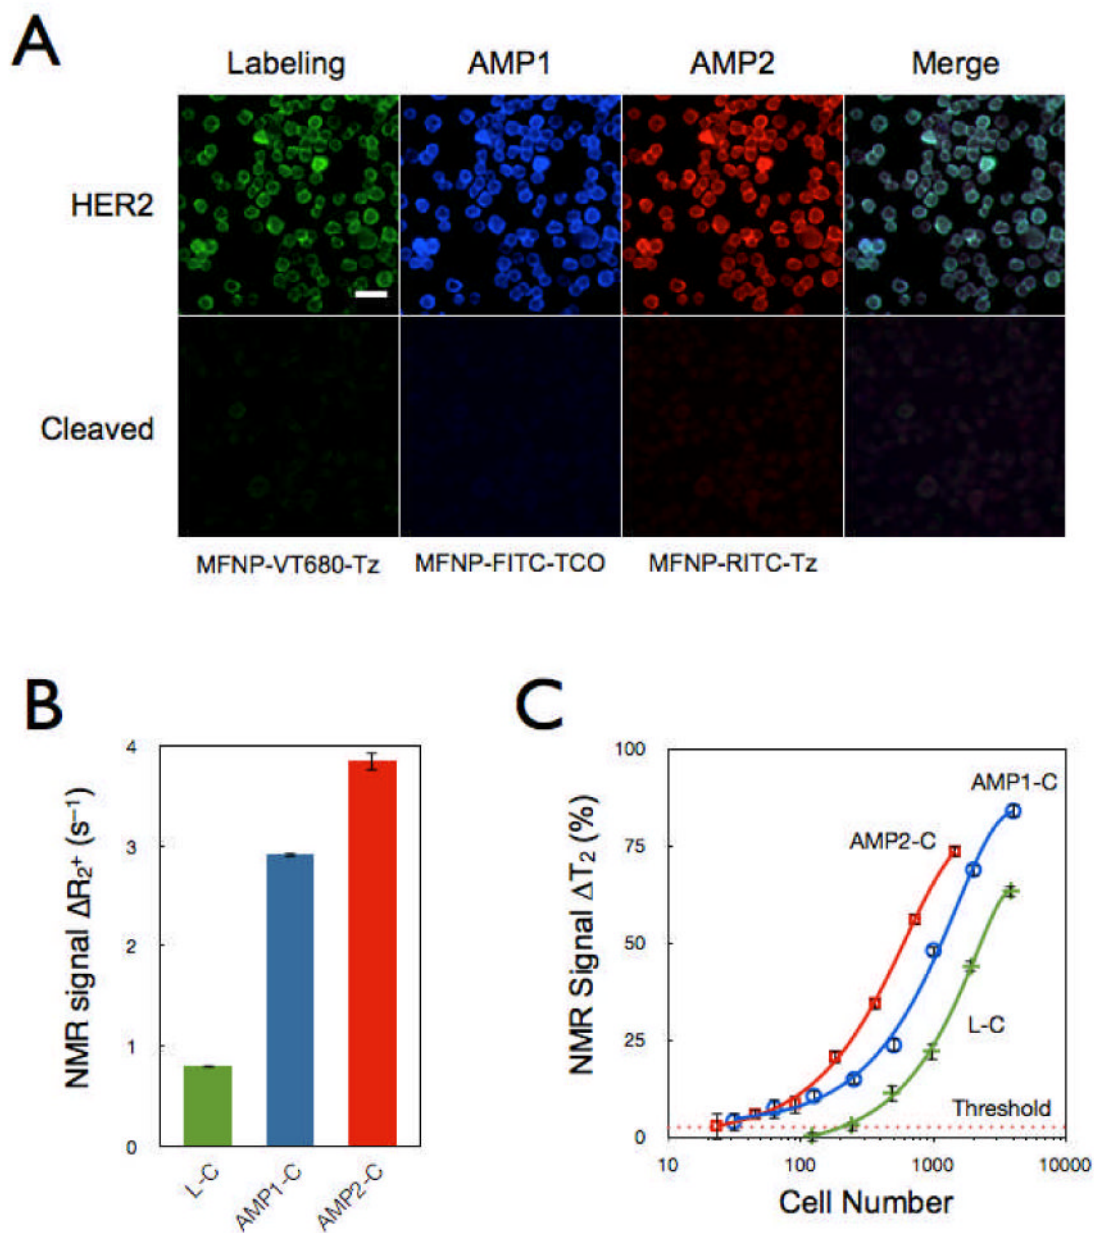 A
Labeling AMP1 AMP2 Merge
HER2
Cleaved
MFNP-VT680-Tz MFNP-FITC-TCO MFNP-RITC-Tz
B
NMR signal ΔR₂⁺ (s⁻¹)
4
3
2
1
0
L-C AMP1-C AMP2-C
C
NMR Signal ΔT₂ (%)
100
75
50
25
0
AMP1-C
AMP2-C
L-C
Threshold
10 100 1000 10000
Cell Number